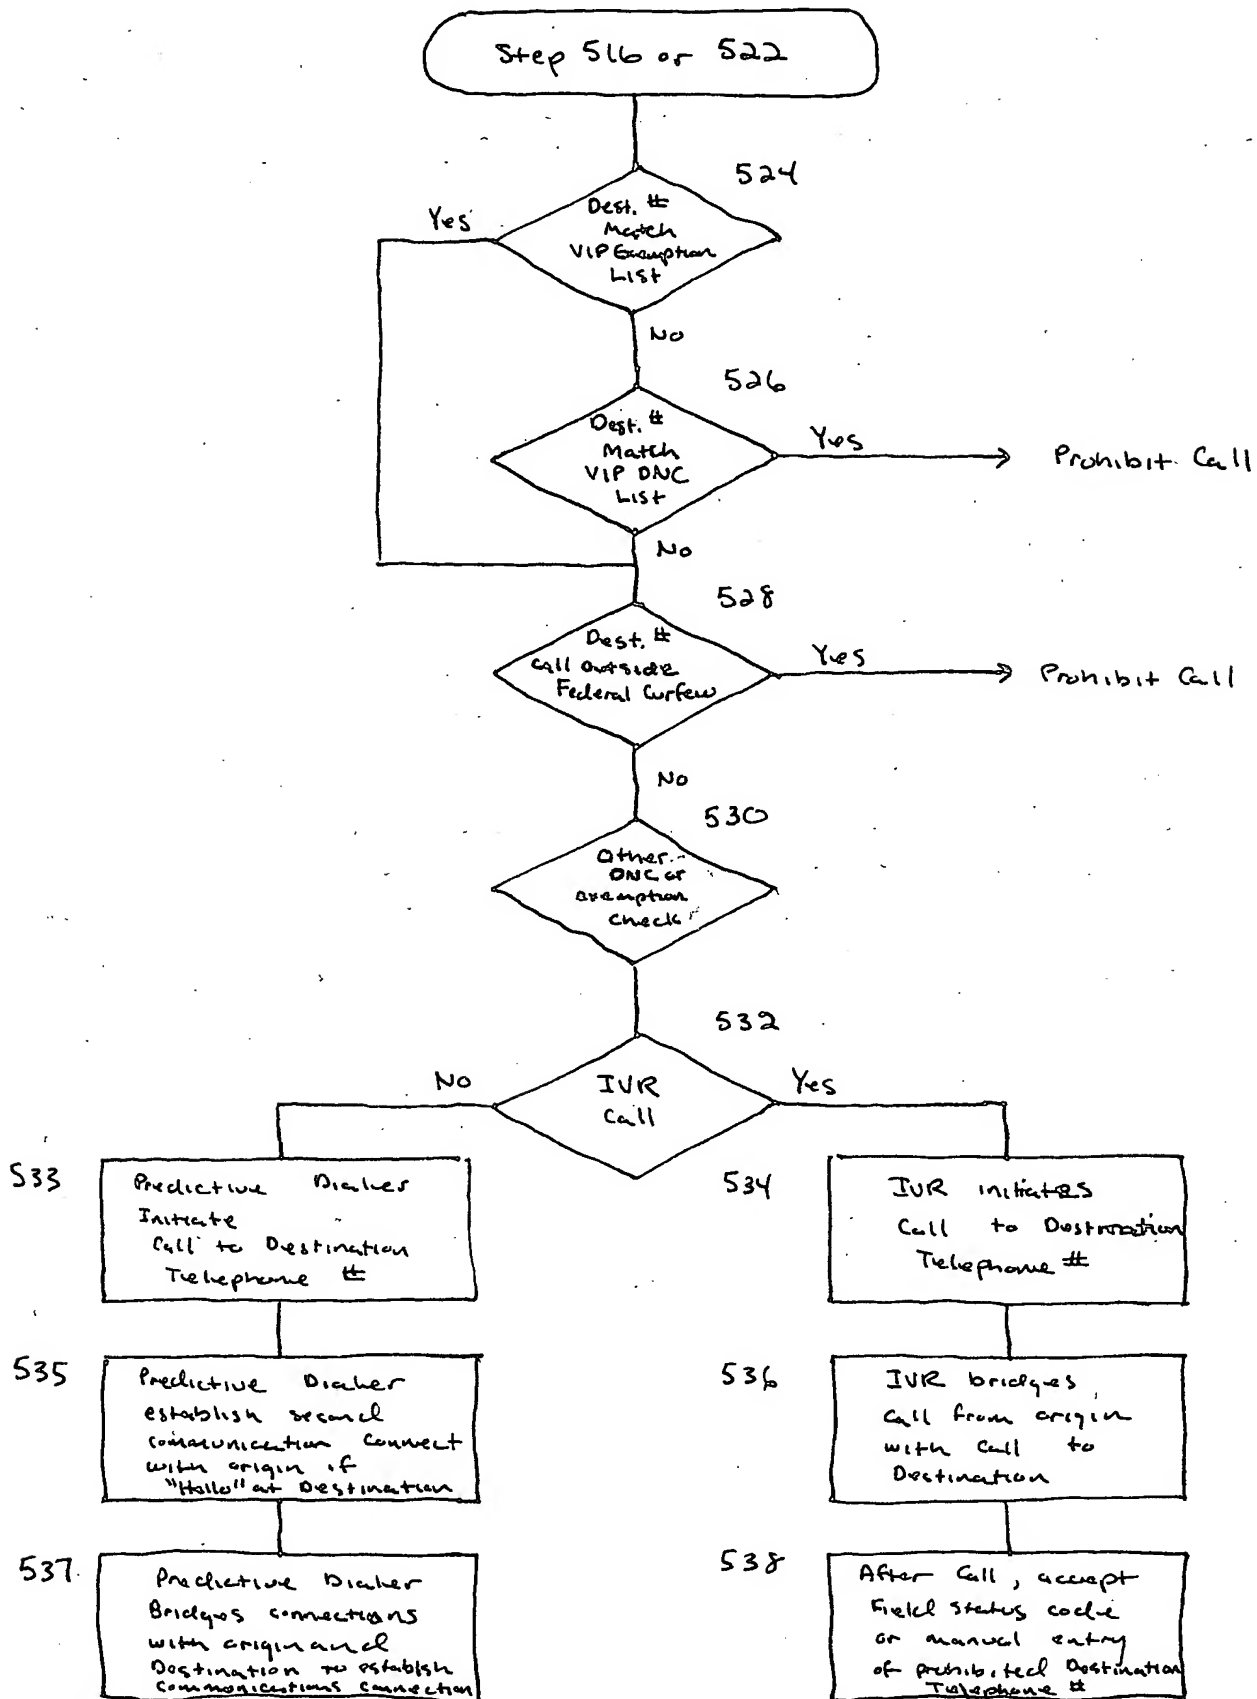 Step 516 or 522
524
Dest. #
Match
VIP Exemption
List
Yes
No
526
Dest. #
Match
VIP DNC
List
Yes
Prohibit Call
No
528
Dest. #
Call Outside
Federal Curfew
Yes
Prohibit Call
No
530
Other
DNC or
exemption
Check
532
IVR
Call
No
Yes
533
Predictive Dialer
Initiate
Call to Destination
Telephone #
534
IVR initiates
Call to Destination
Telephone #
535
Predictive Dialer
establish second
communication connect
with origin if
"Hello" at Destination
536
IVR bridges
Call from origin
with Call to
Destination
537
Predictive Dialer
Bridges connections
with origin and
Destination to establish
Communications Connection
538
After Call, accept
Field status code
or manual entry
of prohibited Destination
Telephone #